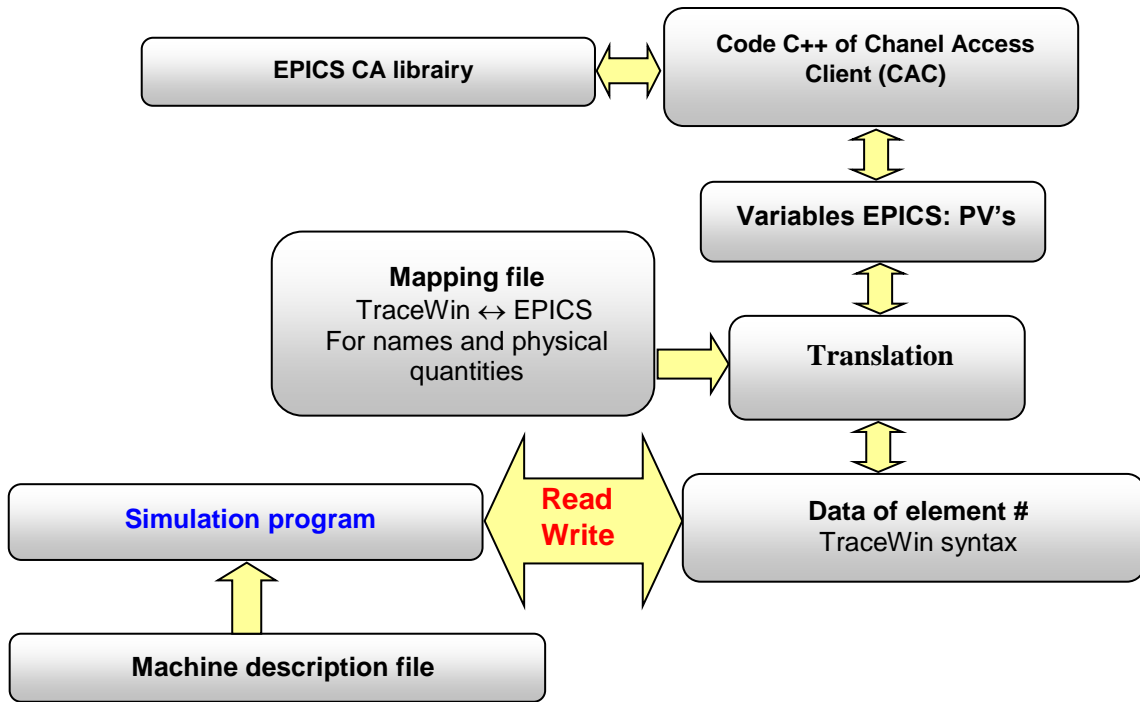 EPICS CA librairy
Code C++ of Chanel Access
Client (CAC)
Variables EPICS: PV’s
Mapping file
TraceWin ↔ EPICS
For names and physical
quantities
Translation
Simulation program
Read
Write
Data of element #
TraceWin syntax
Machine description file